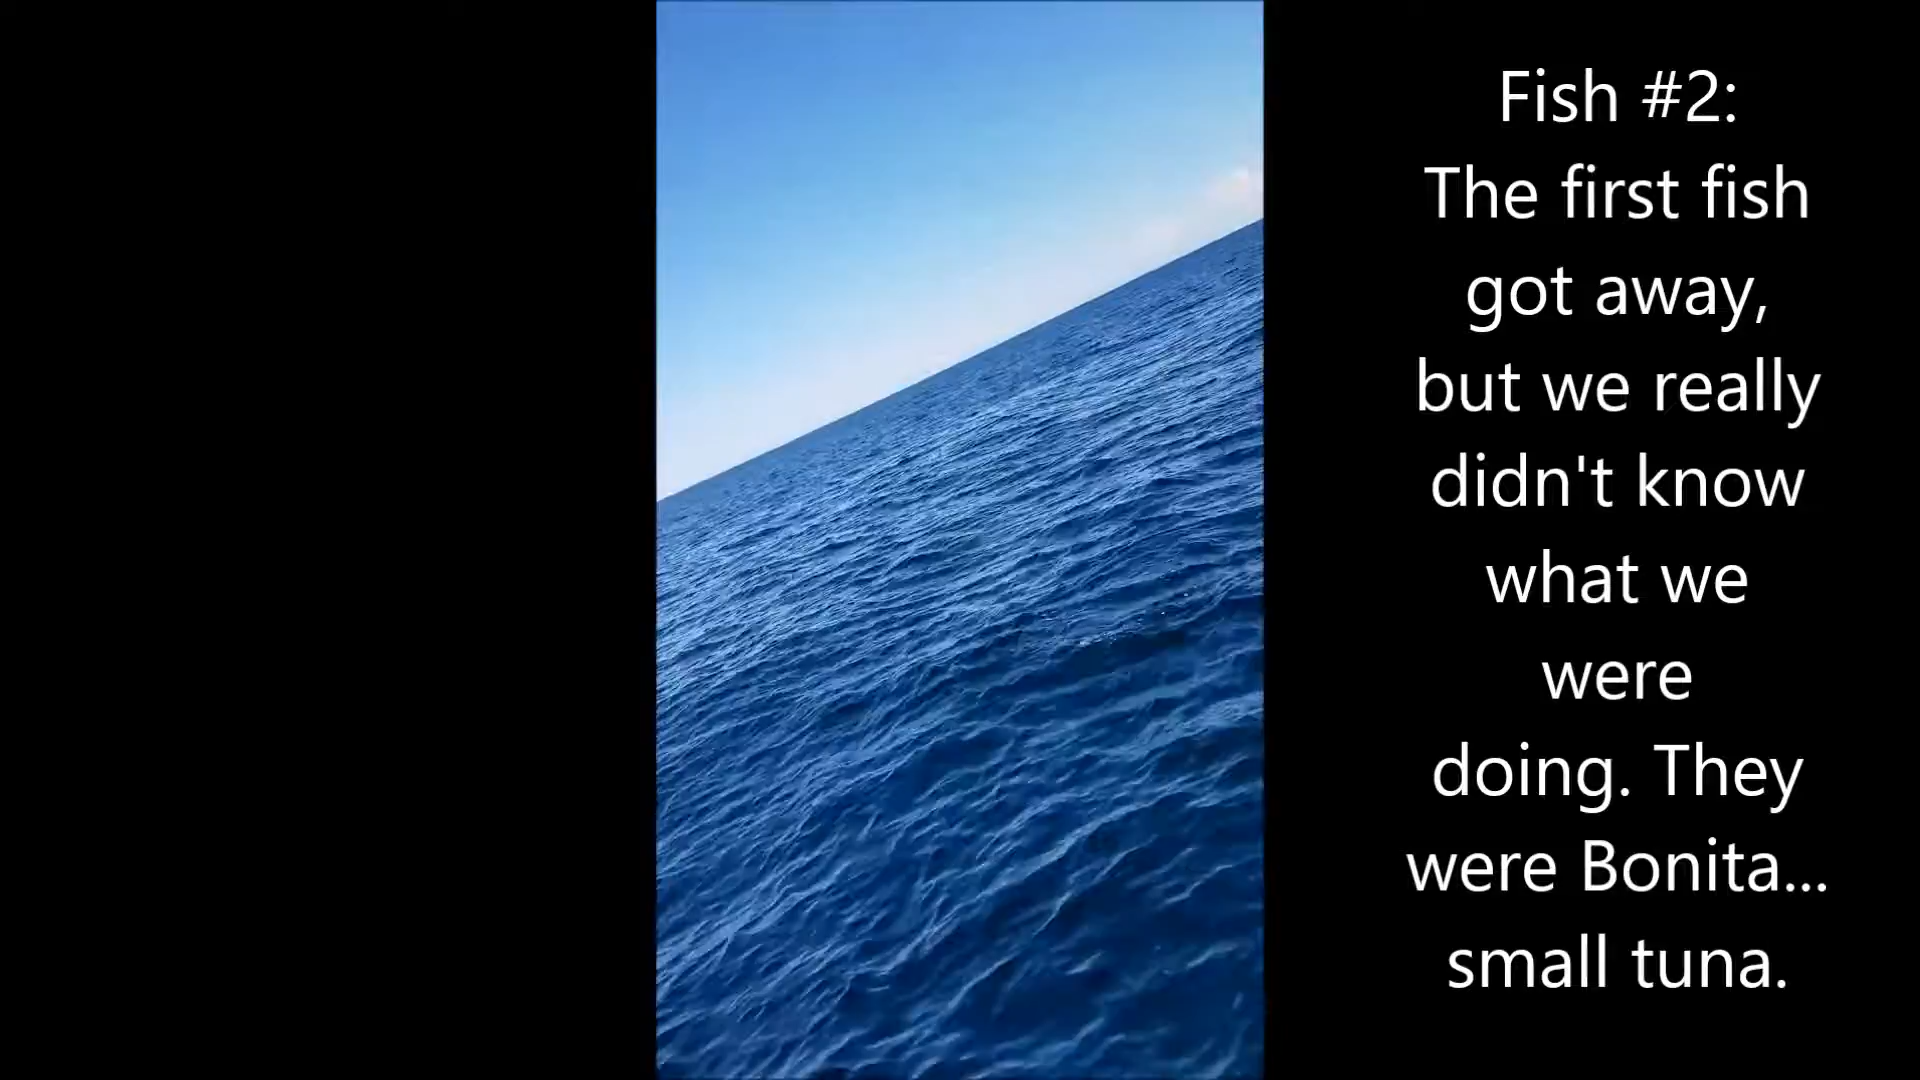 Fish #2:
The first fish
got away,
but we really
didn't know
what we
were
doing. They
were Bonita...
small tuna.